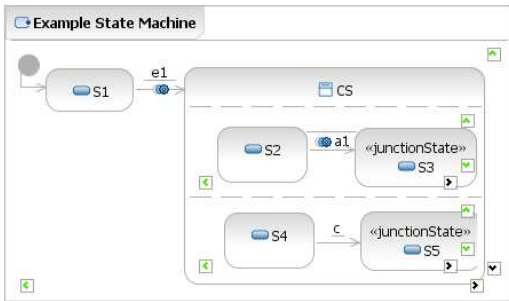 Example State Machine
e1
S1
CS
S2
a1
«junctionState»
S3
S4
c
«junctionState»
S5